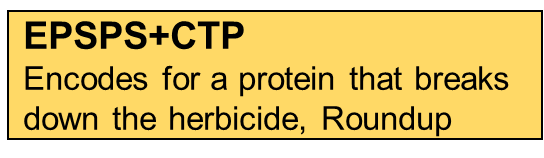 EPSPS+CTP
Encodes for a protein that breaks
down the herbicide, Roundup